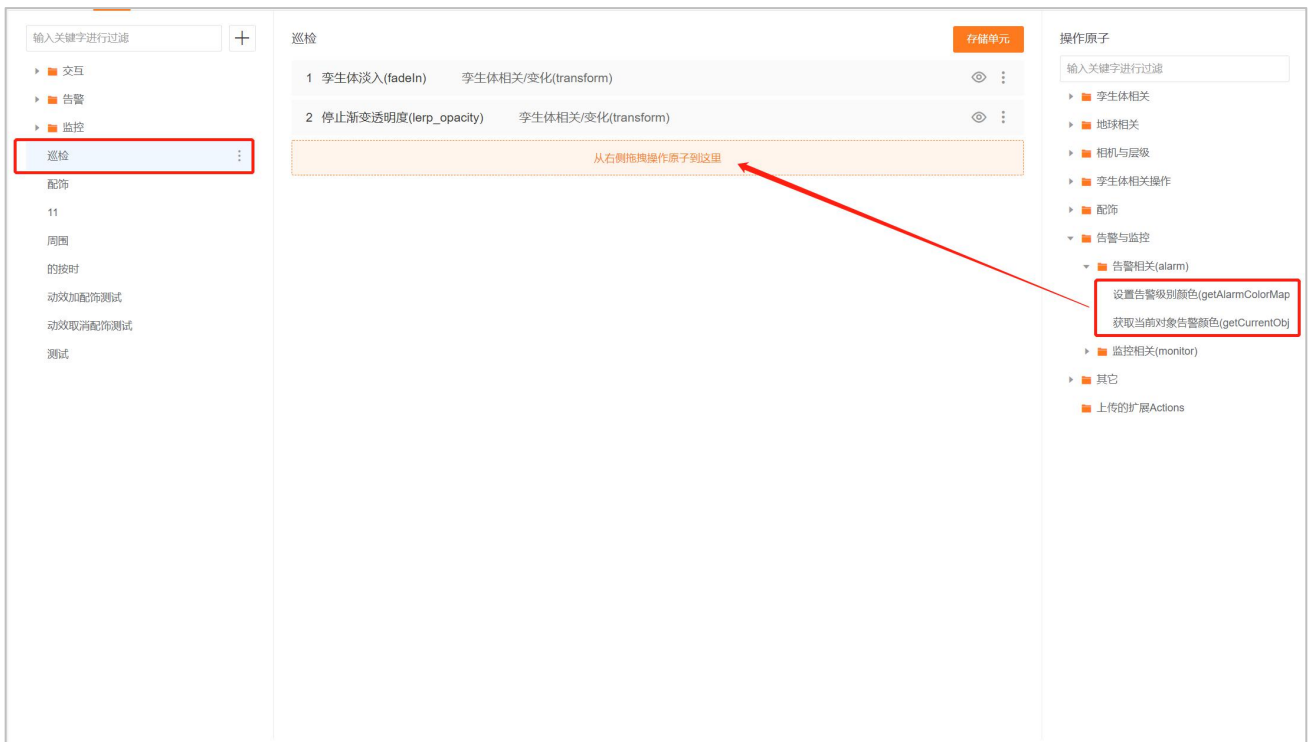 输入关键字进行过滤
交互
告警
监控
巡检
配饰
11
周围
的按时
动效加配饰测试
动效取消配饰测试
测试
巡检
存储单元
1 孪生体淡入(fadeIn) 孪生体相关/变化(transform)
2 停止渐变透明度(lerp_opacity) 孪生体相关/变化(transform)
从右侧拖拽操作原子到这里
操作原子
输入关键字进行过滤
孪生体相关
地球相关
相机与层级
孪生体相关操作
配饰
告警与监控
告警相关(alarm)
设置告警级别颜色(getAlarmColorMap
获取当前对象告警颜色(getCurrentObj
监控相关(monitor)
其它
上传的扩展Actions